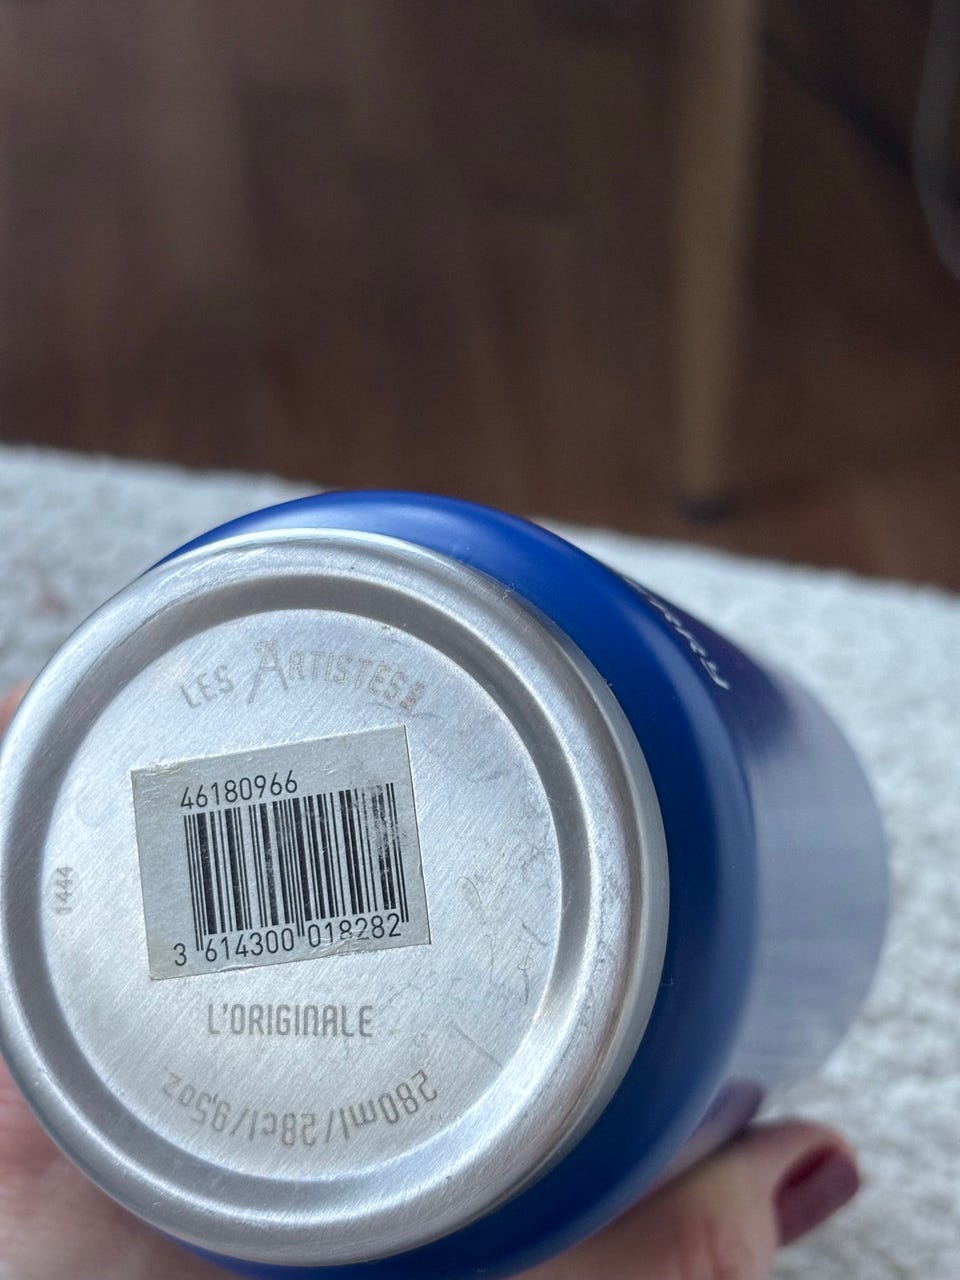 LES ARTISTES
46180966
3 614300 018282
1444
L'ORIGINALE
280ml/28cl/9,5oz